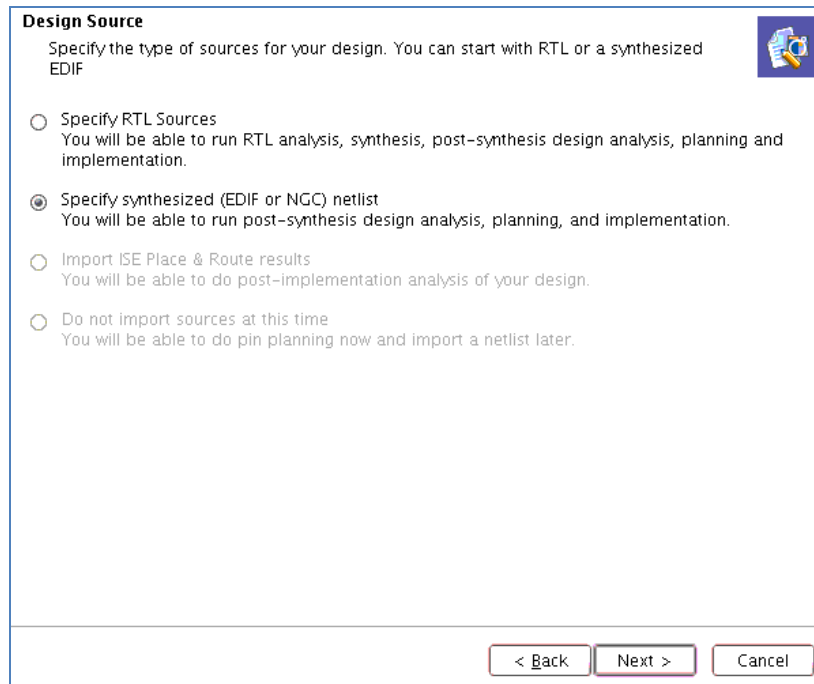 Design Source
Specify the type of sources for your design. You can start with RTL or a synthesized
EDIF
Specify RTL Sources
You will be able to run RTL analysis, synthesis, post-synthesis design analysis, planning and
implementation.
Specify synthesized (EDIF or NGC) netlist
You will be able to run post-synthesis design analysis, planning, and implementation.
Import ISE Place & Route results
You will be able to do post-implementation analysis of your design.
Do not import sources at this time
You will be able to do pin planning now and import a netlist later.
< Back Next > Cancel